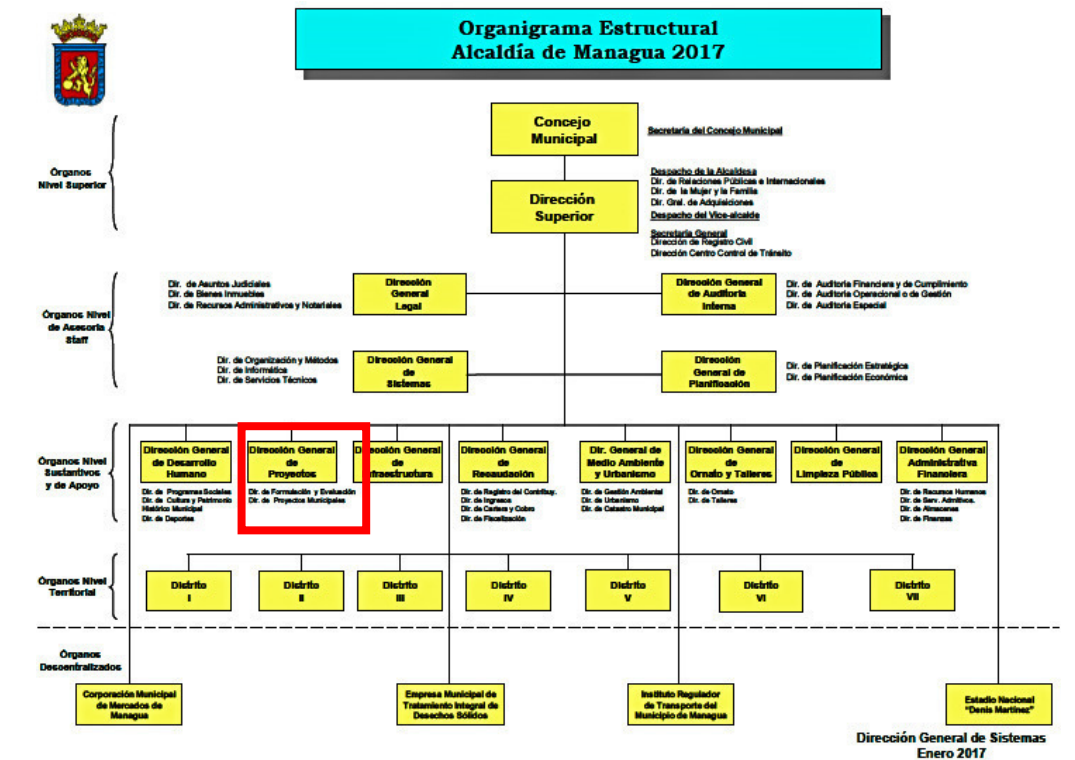 Organigrama Estructural
Alcaldía de Managua 2017
Concejo
Municipal
Secretaría del Concejo Municipal
Órganos
Nivel Superior
Dirección
Superior
Despacho de la Alcaldesa
Dir. de Relaciones Públicas e Internacionales
Dir. de la Mujer y la Familia
Dir. Gral. de Adquisiciones
Despacho del Vice-alcalde
Secretaría General
Dirección de Registro Civil
Dirección Centro Control de Tránsito
Órganos Nivel
de Asesoria
Staff
Dir. de Asuntos Judiciales
Dir. de Bienes Inmuebles
Dir. de Recursos Administrativos y Notariales
Dirección
General
Legal
Dirección General
de Auditoría
Interna
Dir. de Auditoria Financiera y de Cumplimiento
Dir. de Auditoria Operacional o de Gestión
Dir. de Auditoria Especial
Dir. de Organización y Métodos
Dir. de Informática
Dir. de Servicios Técnicos
Dirección General
de
Sistemas
Dirección
General de
Planificación
Dir. de Planificación Estratégica
Dir. de Planificación Económica
Órganos Nivel
Sustantivos
y de Apoyo
Dirección General
de Desarrollo
Humano
Dir. de Programas Sociales
Dir. de Cultura y Patrimonio
Histórico Municipal
Dir. de Deportes
Dirección General
de
Proyectos
Dir. de Formulación y Evaluación
Dir. de Proyectos Municipales
General
de
Dirección General
de
Recaudación
Dir. de Registro del Contribuy.
Dir. de Ingresos
Dir. de Cartera y Cobro
Dir. de Fiscalización
Dir. General de
Medio Ambiente
y Urbanismo
Dir. de Gestión Ambiental
Dir. de Urbanismo
Dir. de Catastro Municipal
Dirección General
de
Ornato y Talleres
Dir. de Ornato
Dir. de Talleres
Dirección General
de
Limpieza Pública
Dirección General
Administrativa
Financiera
Dir. de Recursos Humanos
Dir. de Serv. Admitivos.
Dir. de Almacenes
Dir. de Finanzas
Órganos Nivel
Territorial
Distrito
I
Distrito
II
Distrito
III
Distrito
IV
Distrito
V
Distrito
VI
Distrito
VII
Órganos
Descentralizados
Corporación Municipal
de Mercados de
Managua
Empresa Municipal de
Tratamiento Integral de
Desechos Sólidos
Instituto Regulador
de Transporte del
Municipio de Managua
Estadio Nacional
"Denis Martínez"
Dirección General de Sistemas
Enero 2017